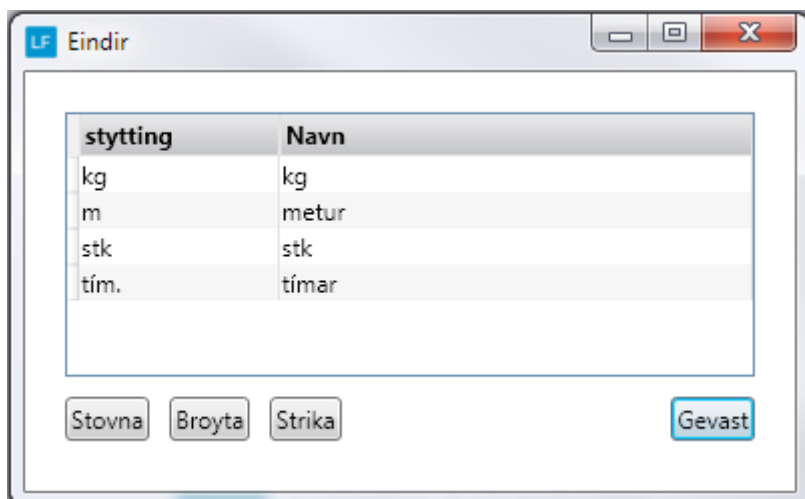 LF Eindir
stytting Navn
kg kg
m metur
stk stk
tím. tímar
Stovna Broyta Strika Gevast